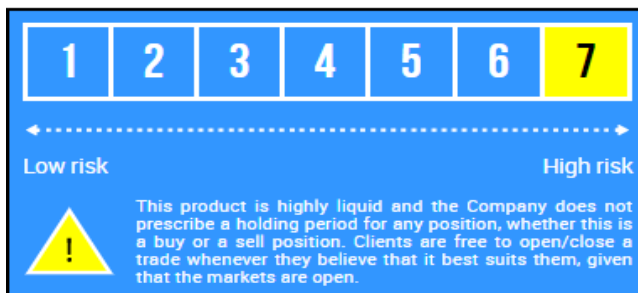 1 2 3 4 5 6 7
Low risk High risk
!
This product is highly liquid and the Company does not
prescribe a holding period for any position, whether this is
a buy or a sell position. Clients are free to open/close a
trade whenever they believe that it best suits them, given
that the markets are open.